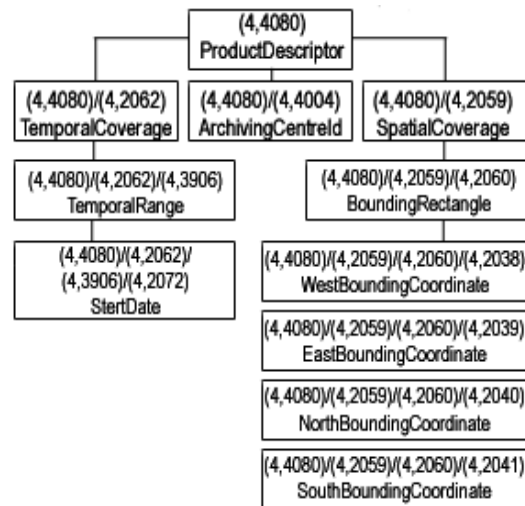 (4,4080)
ProductDescriptor
(4,4080)/(4,2062)
TemporalCoverage
(4,4080)/(4,4004)
ArchivingCentreId
(4,4080)/(4,2059)
SpatialCoverage
(4,4080)/(4,2062)/(4,3906)
TemporalRange
(4,4080)/(4,2059)/(4,2060)
BoundingRectangle
(4,4080)/(4,2062)/
(4,3906)/(4,2072)
StertDate
(4,4080)/(4,2059)/(4,2060)/(4,2038)
WestBoundingCoordinate
(4,4080)/(4,2059)/(4,2060)/(4,2039)
EastBoundingCoordinate
(4,4080)/(4,2059)/(4,2060)/(4,2040)
NorthBoundingCoordinate
(4,4080)/(4,2059)/(4,2060)/(4,2041)
SouthBoundingCoordinate